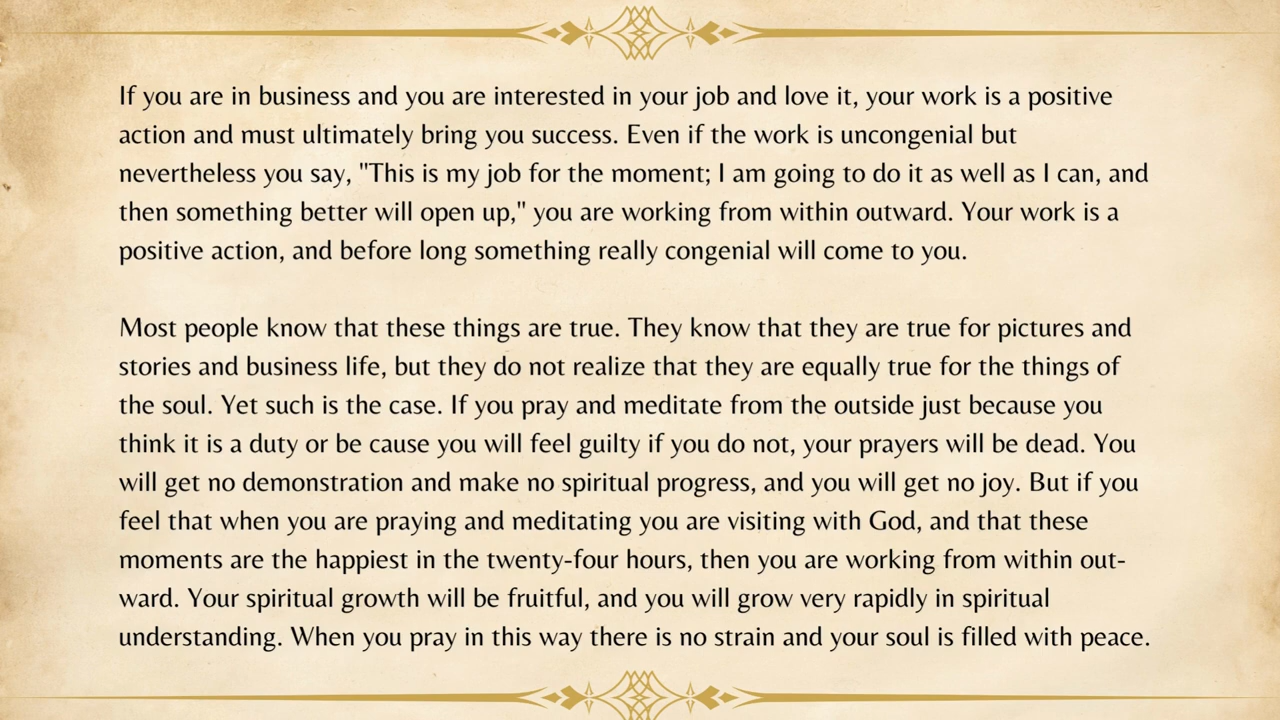 If you are in business and you are interested in your job and love it, your work is a positive
action and must ultimately bring you success. Even if the work is uncongenial but
nevertheless you say, "This is my job for the moment; I am going to do it as well as I can, and
then something better will open up," you are working from within outward. Your work is a
positive action, and before long something really congenial will come to you.
Most people know that these things are true. They know that they are true for pictures and
stories and business life, but they do not realize that they are equally true for the things of
the soul. Yet such is the case. If you pray and meditate from the outside just because you
think it is a duty or be cause you will feel guilty if you do not, your prayers will be dead. You
will get no demonstration and make no spiritual progress, and you will get no joy. But if you
feel that when you are praying and meditating you are visiting with God, and that these
moments are the happiest in the twenty-four hours, then you are working from within out-
ward. Your spiritual growth will be fruitful, and you will grow very rapidly in spiritual
understanding. When you pray in this way there is no strain and your soul is filled with peace.